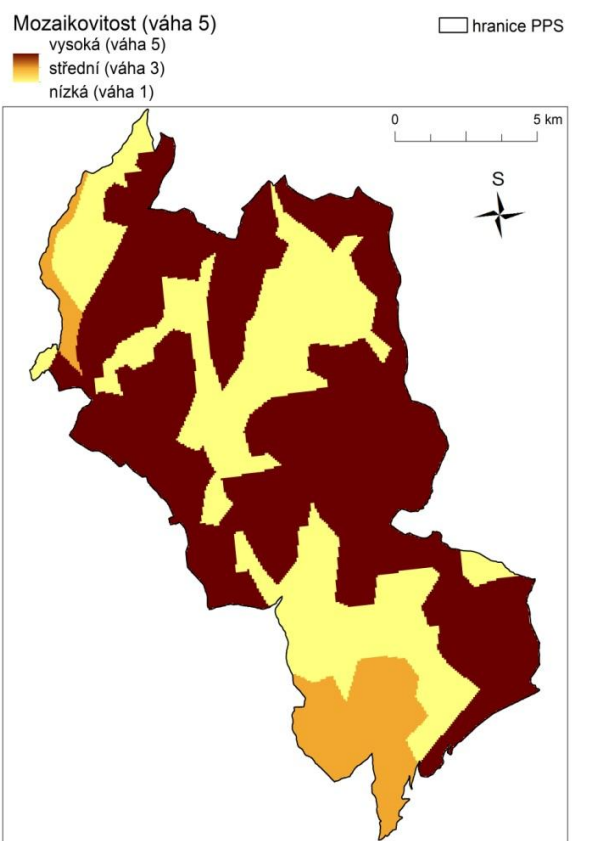 Mozaikovitost (váha 5)
vysoká (váha 5)
střední (váha 3)
nízká (váha 1)
hranice PPS
0 5 km
S